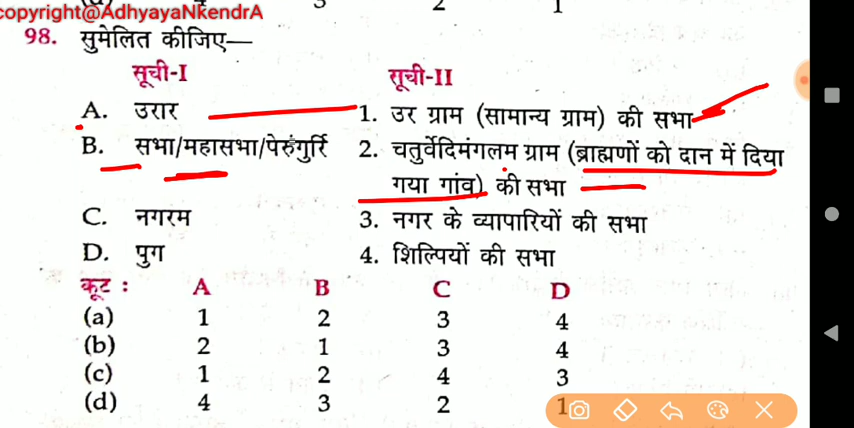 copyright@AdhyayaNkendrA
2 1
98. सुमेलित कीजिए—
सूची-I सूची-II
A. उरार 1. उर ग्राम (सामान्य ग्राम) की सभा
B. सभा/महासभा/पेरुंगुर्रि 2. चतुर्वेदिमंगलम ग्राम (ब्राह्मणों को दान में दिया
गया गांव) की सभा
C. नगरम 3. नगर के व्यापारियों की सभा
D. पुग 4. शिल्पियों की सभा
कूट : A B C D
(a) 1 2 3 4
(b) 2 1 3 4
(c) 1 2 4 3
(d) 4 3 2 1